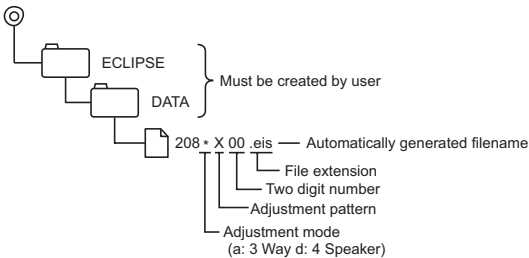 ECLIPSE
Must be created by user
DATA
208 * X 00 .eis
Automatically generated filename
File extension
Two digit number
Adjustment pattern
Adjustment mode
(a: 3 Way d: 4 Speaker)